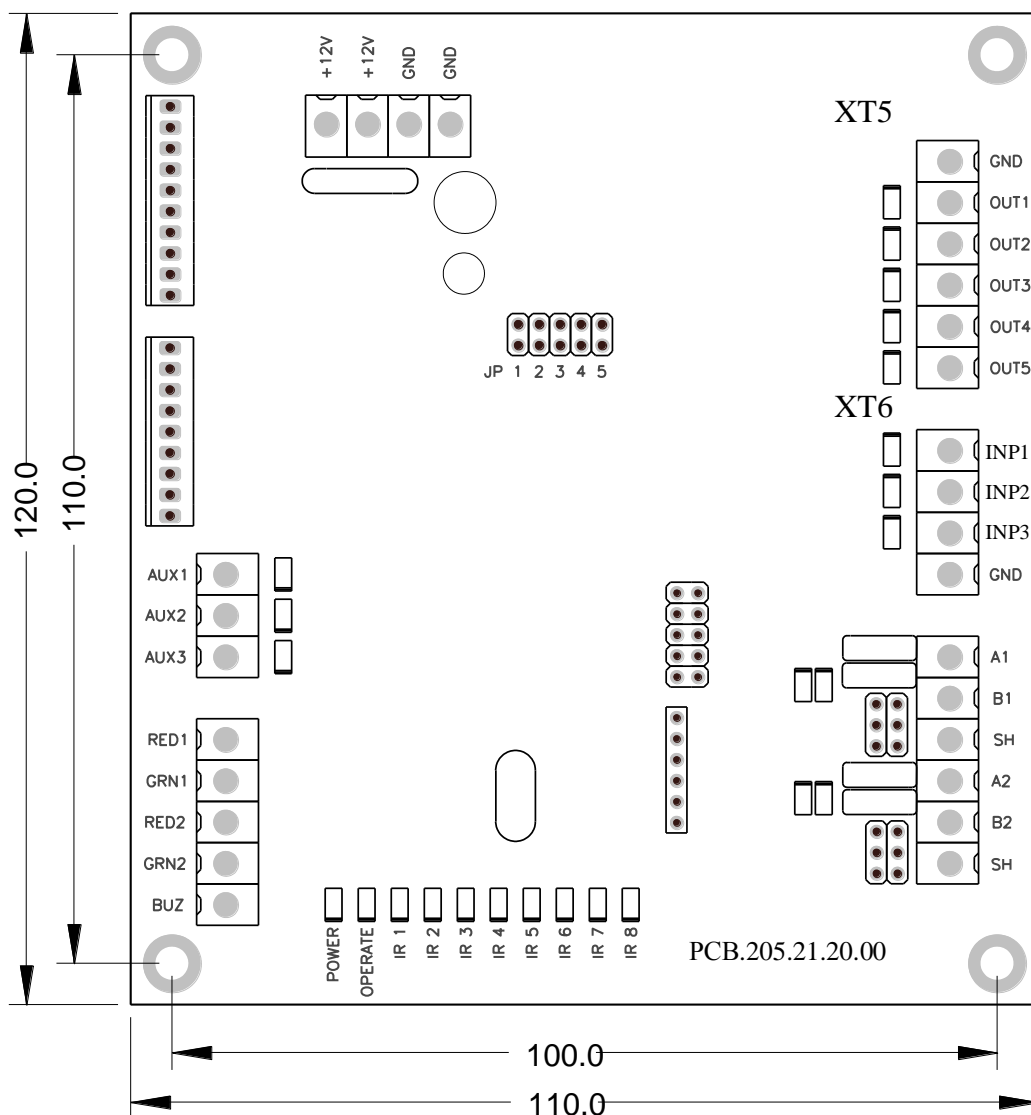 +12V
+12V
GND
GND
XT5
GND
OUT1
OUT2
OUT3
OUT4
OUT5
JP 1 2 3 4 5
XT6
INP1
INP2
INP3
GND
120.0
110.0
AUX1
AUX2
AUX3
A1
B1
SH
A2
B2
SH
RED1
GRN1
RED2
GRN2
BUZ
POWER
OPERATE
IR 1
IR 2
IR 3
IR 4
IR 5
IR 6
IR 7
IR 8
PCB.205.21.20.00
100.0
110.0